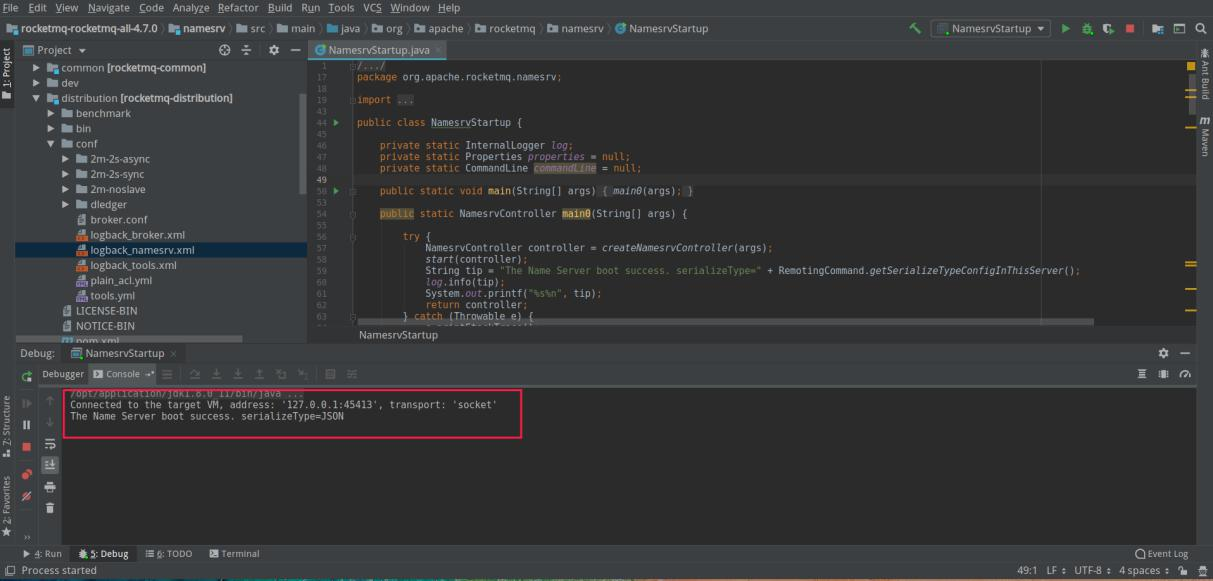 File Edit View Navigate Code Analyze Refactor Build Run Tools VCS Window Help
rocketmq-rocketmq-all-4.7.0 namesrv src main java org apache rocketmq namesrv NamesrvStartup NamesrvStartup
Project
NamesrvStartup.java
1: Project
common [rocketmq-common]
dev
distribution [rocketmq-distribution]
benchmark
bin
conf
2m-2s-async
2m-2s-sync
2m-noslave
dledger
broker.conf
logback_broker.xml
logback_namesrv.xml
logback_tools.xml
plain_acl.yml
tools.yml
LICENSE-BIN
NOTICE-BIN
pom.xml
1 /.../
17 package org.apache.rocketmq.namesrv;
18
19 import ...
43
44 public class NamesrvStartup {
45
46 private static InternalLogger log;
47 private static Properties properties = null;
48 private static CommandLine commandLine = null;
49
50 public static void main(String[] args) { main0(args); }
53
54 public static NamesrvController main0(String[] args) {
55
56 try {
57 NamesrvController controller = createNamesrvController(args);
58 start(controller);
59 String tip = "The Name Server boot success. serializeType=" + RemotingCommand.getSerializeTypeConfigInThisServer();
60 log.info(tip);
61 System.out.printf("%s%n", tip);
62 return controller;
63 } catch (Throwable e) {
NamesrvStartup
Ant Build
Maven
Debug: NamesrvStartup
Debugger Console
/opt/application/jdk1.8.0_11/bin/java ...
Connected to the target VM, address: '127.0.0.1:45413', transport: 'socket'
The Name Server boot success. serializeType=JSON
7: Structure
2: Favorites
4: Run 5: Debug 6: TODO Terminal Event Log
Process started 49:1 LF UTF-8 4 spaces